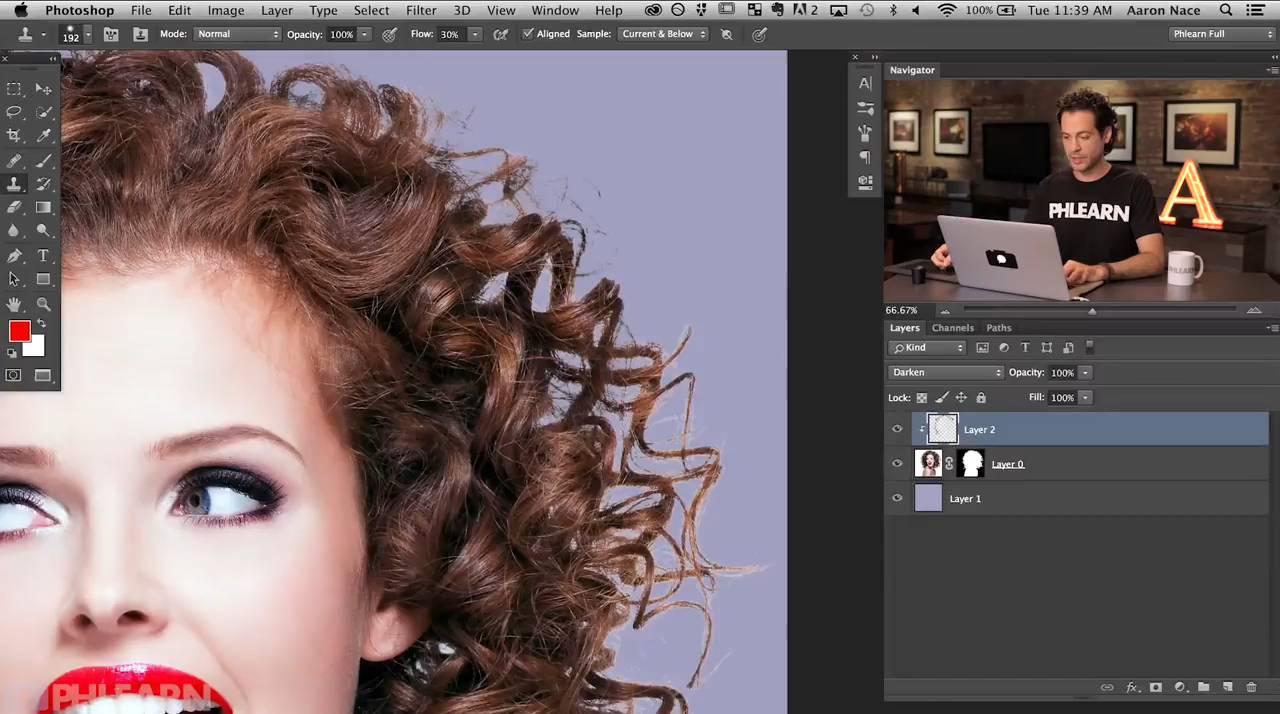 Photoshop File Edit Image Layer Type Select Filter 3D View Window Help 2 100% Tue 11:39 AM Aaron Nace
192 Mode: Normal Opacity: 100% Flow: 30% Aligned Sample: Current & Below Phlearn Full
Navigator
A
PHLEARN
PHLEARN
66.67%
Layers Channels Paths
Kind
Darken Opacity: 100%
Lock: Fill: 100%
Layer 2
Layer 0
Layer 1
PHLEARN